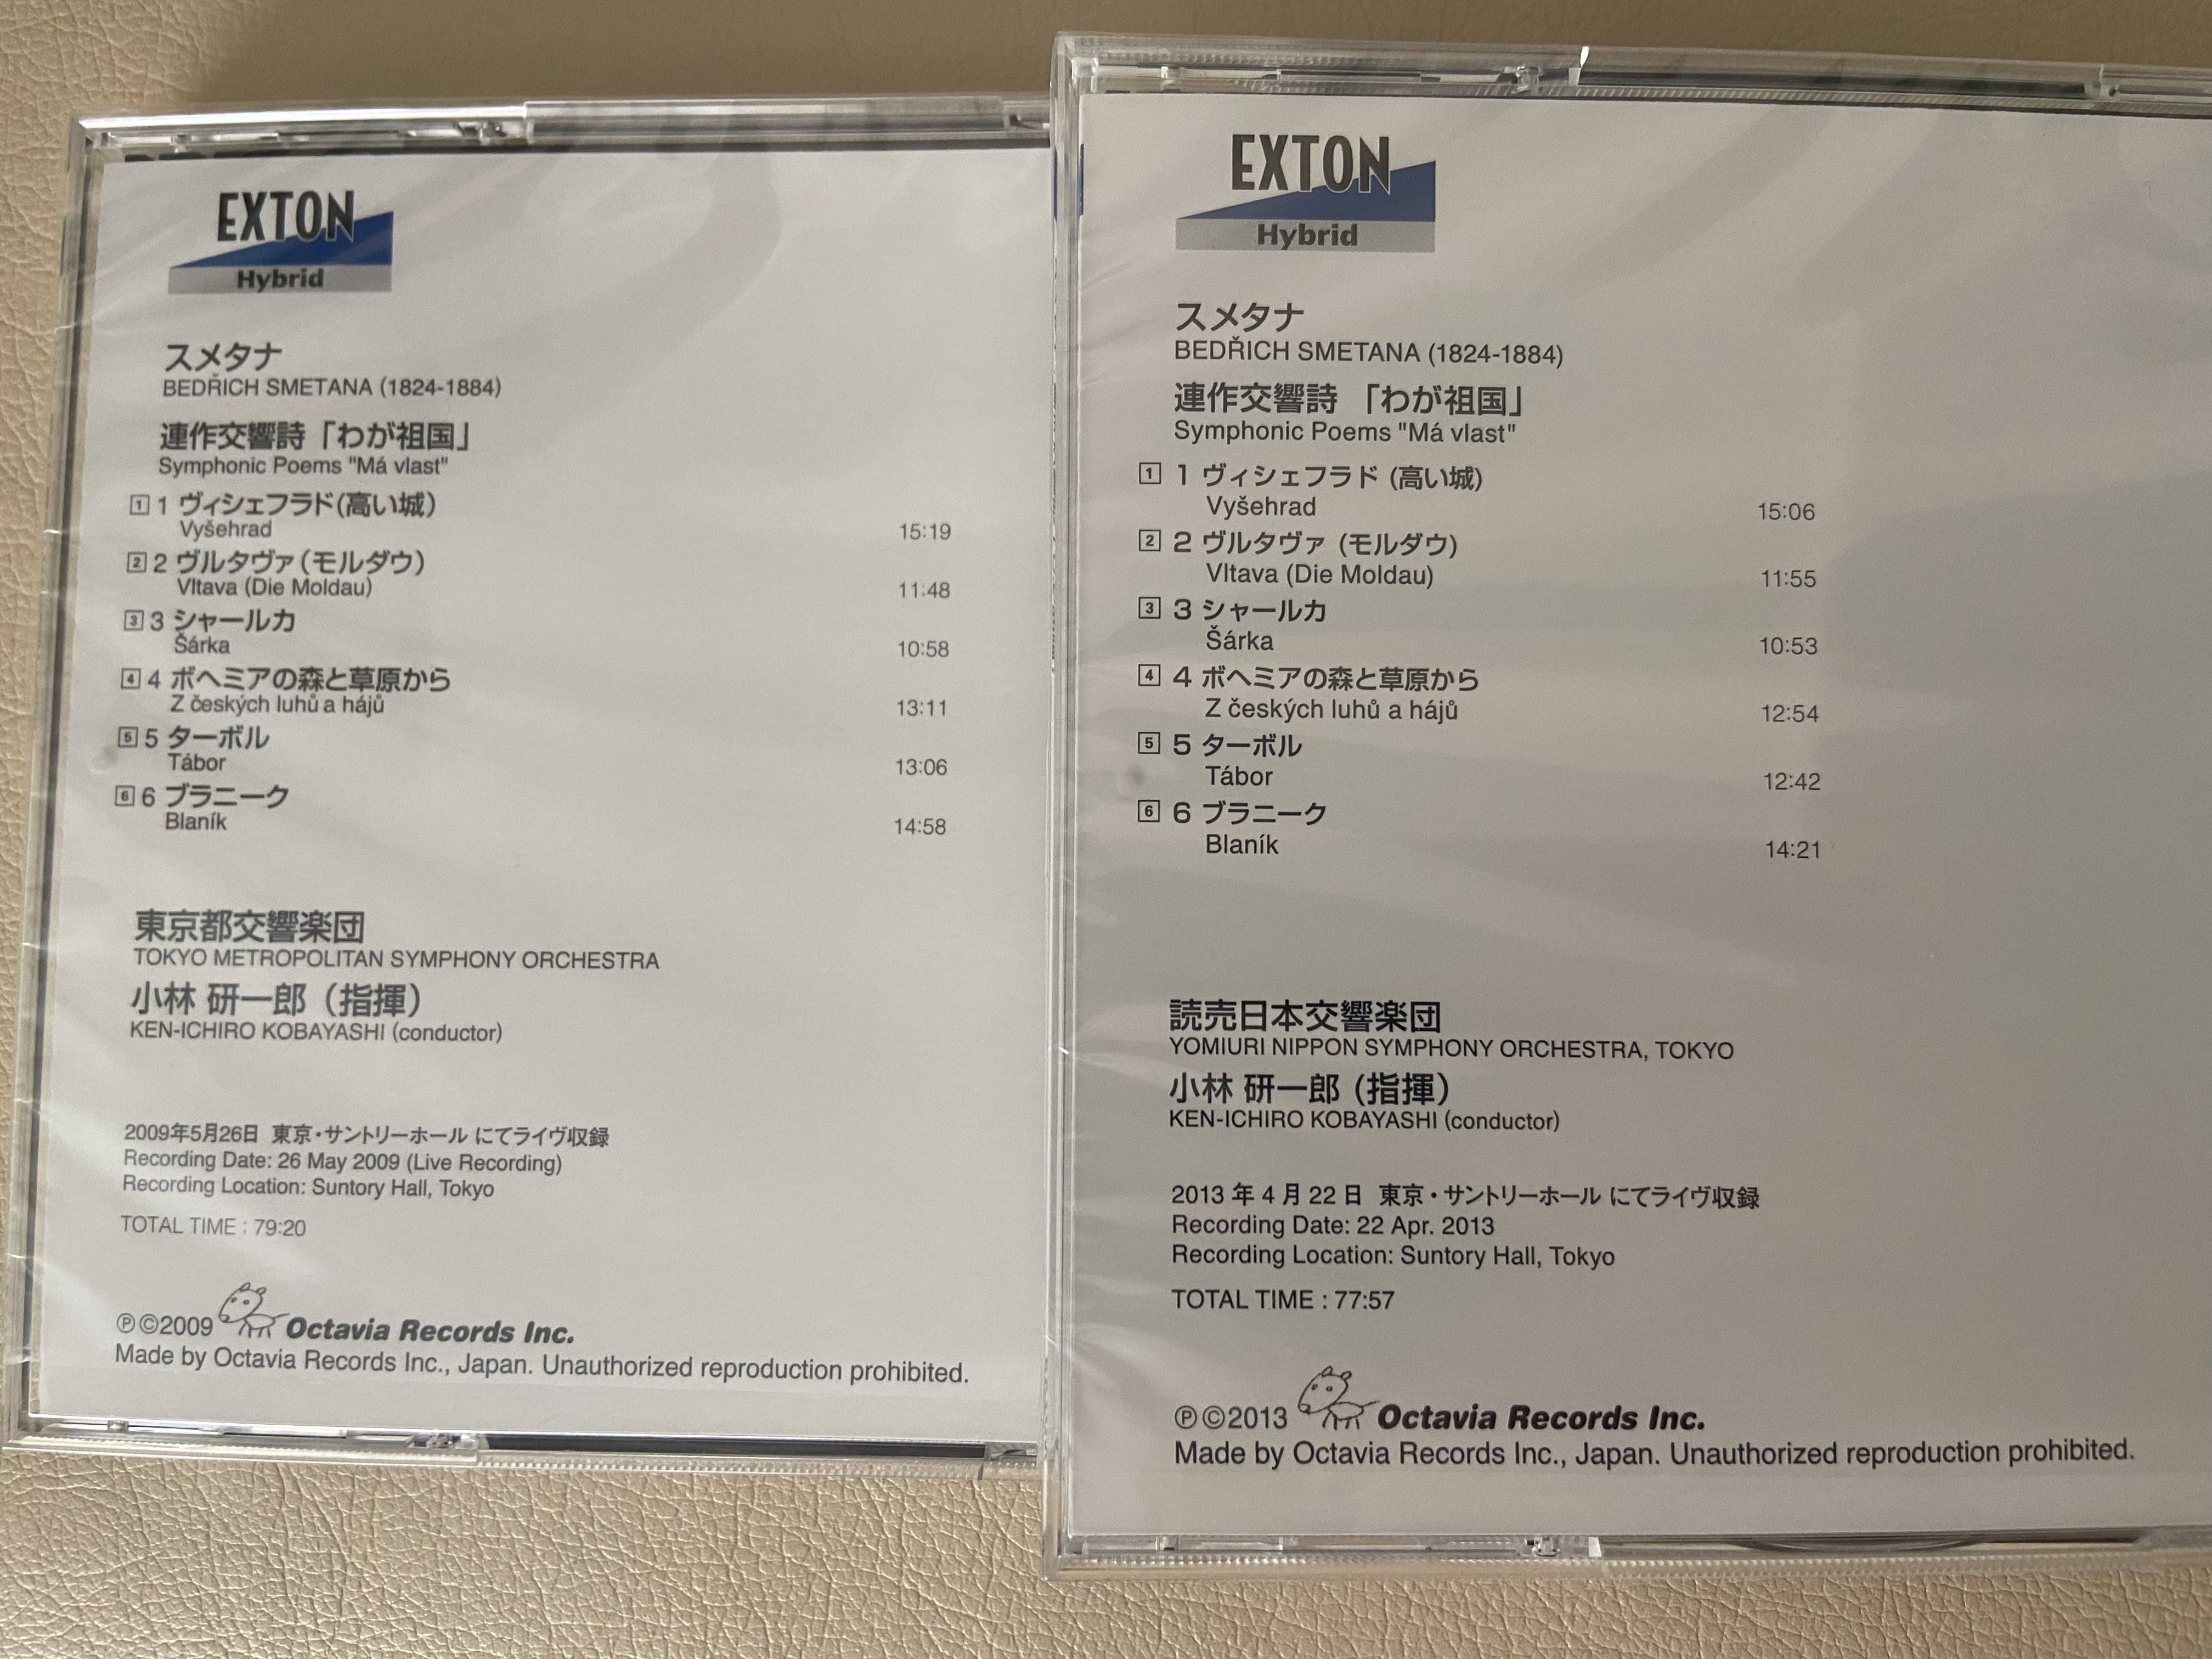 EXTON
Hybrid
スメタナ
BEDŘICH SMETANA (1824-1884)
連作交響詩「わが祖国」
Symphonic Poems "Má vlast"
1 1 ヴィシェフラド(高い城)
Vyšehrad 15:19
2 2 ヴルタヴァ(モルダウ)
Vltava (Die Moldau) 11:48
3 3 シャールカ
Šárka 10:58
4 4 ボヘミアの森と草原から
Z českých luhů a hájů 13:11
5 5 ターボル
Tábor 13:06
6 6 ブラニーク
Blaník 14:58
東京都交響楽団
TOKYO METROPOLITAN SYMPHONY ORCHESTRA
小林 研一郎(指揮)
KEN-ICHIRO KOBAYASHI (conductor)
2009年5月26日 東京・サントリーホール にてライヴ収録
Recording Date: 26 May 2009 (Live Recording)
Recording Location: Suntory Hall, Tokyo
TOTAL TIME : 79:20
℗©2009 Octavia Records Inc.
Made by Octavia Records Inc., Japan. Unauthorized reproduction prohibited.
EXTON
Hybrid
スメタナ
BEDŘICH SMETANA (1824-1884)
連作交響詩 「わが祖国」
Symphonic Poems "Má vlast"
1 1 ヴィシェフラド (高い城)
Vyšehrad 15:06
2 2 ヴルタヴァ (モルダウ)
Vltava (Die Moldau) 11:55
3 3 シャールカ
Šárka 10:53
4 4 ボヘミアの森と草原から
Z českých luhů a hájů 12:54
5 5 ターボル
Tábor 12:42
6 6 ブラニーク
Blaník 14:21
読売日本交響楽団
YOMIURI NIPPON SYMPHONY ORCHESTRA, TOKYO
小林 研一郎 (指揮)
KEN-ICHIRO KOBAYASHI (conductor)
2013 年 4 月 22 日 東京・サントリーホール にてライヴ収録
Recording Date: 22 Apr. 2013
Recording Location: Suntory Hall, Tokyo
TOTAL TIME : 77:57
℗©2013 Octavia Records Inc.
Made by Octavia Records Inc., Japan. Unauthorized reproduction prohibited.